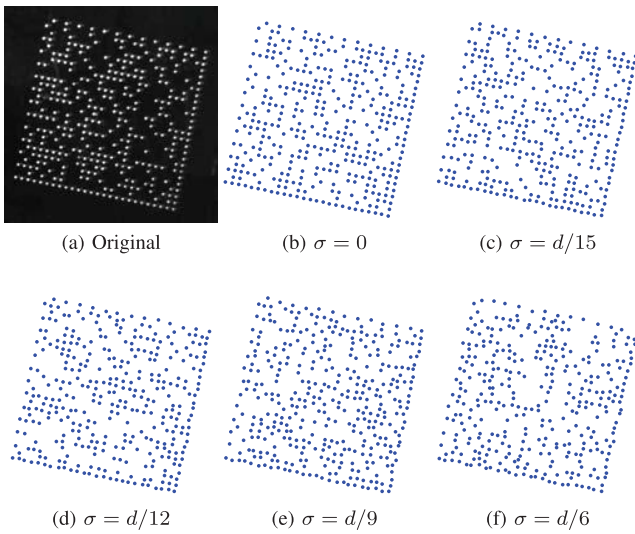 (a) Original
(b) σ = 0
(c) σ = d/15
(d) σ = d/12
(e) σ = d/9
(f) σ = d/6